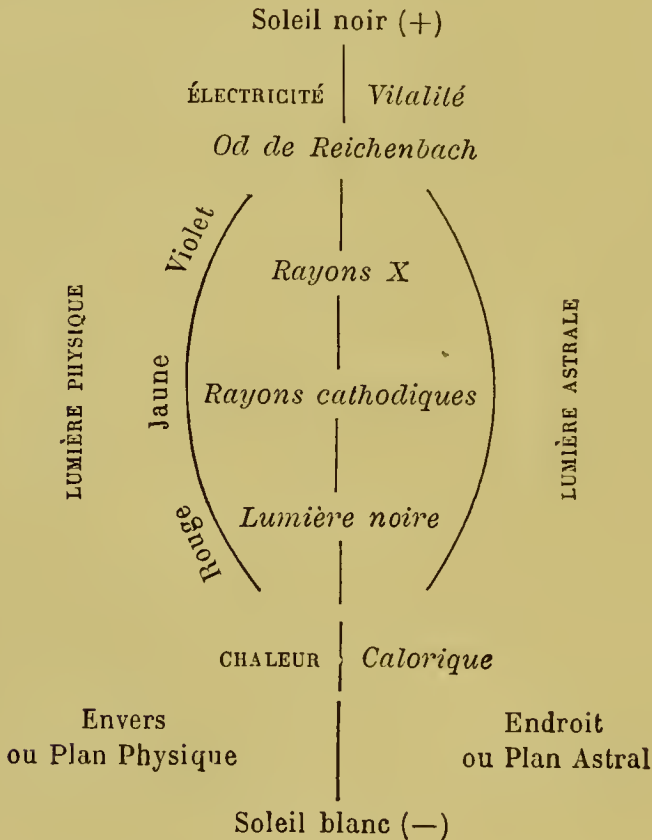 Soleil noir (+)
ÉLECTRICITÉ Vitalité
Od de Reichenbach
Violet
Rayons X
LUMIÈRE PHYSIQUE
Jaune
Rayons cathodiques
LUMIÈRE ASTRALE
Rouge
Lumière noire
CHALEUR Calorique
Envers
ou Plan Physique
Endroit
ou Plan Astral
Soleil blanc (—)